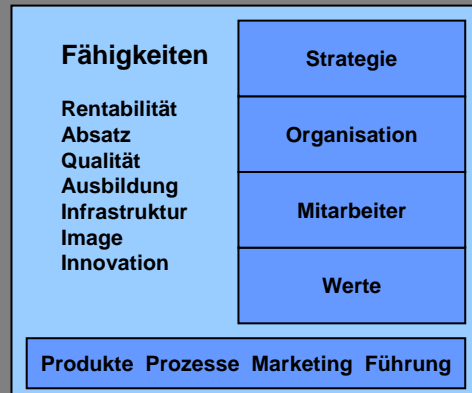 Fähigkeiten
Rentabilität
Absatz
Qualität
Ausbildung
Infrastruktur
Image
Innovation
Strategie
Organisation
Mitarbeiter
Werte
Produkte Prozesse Marketing Führung